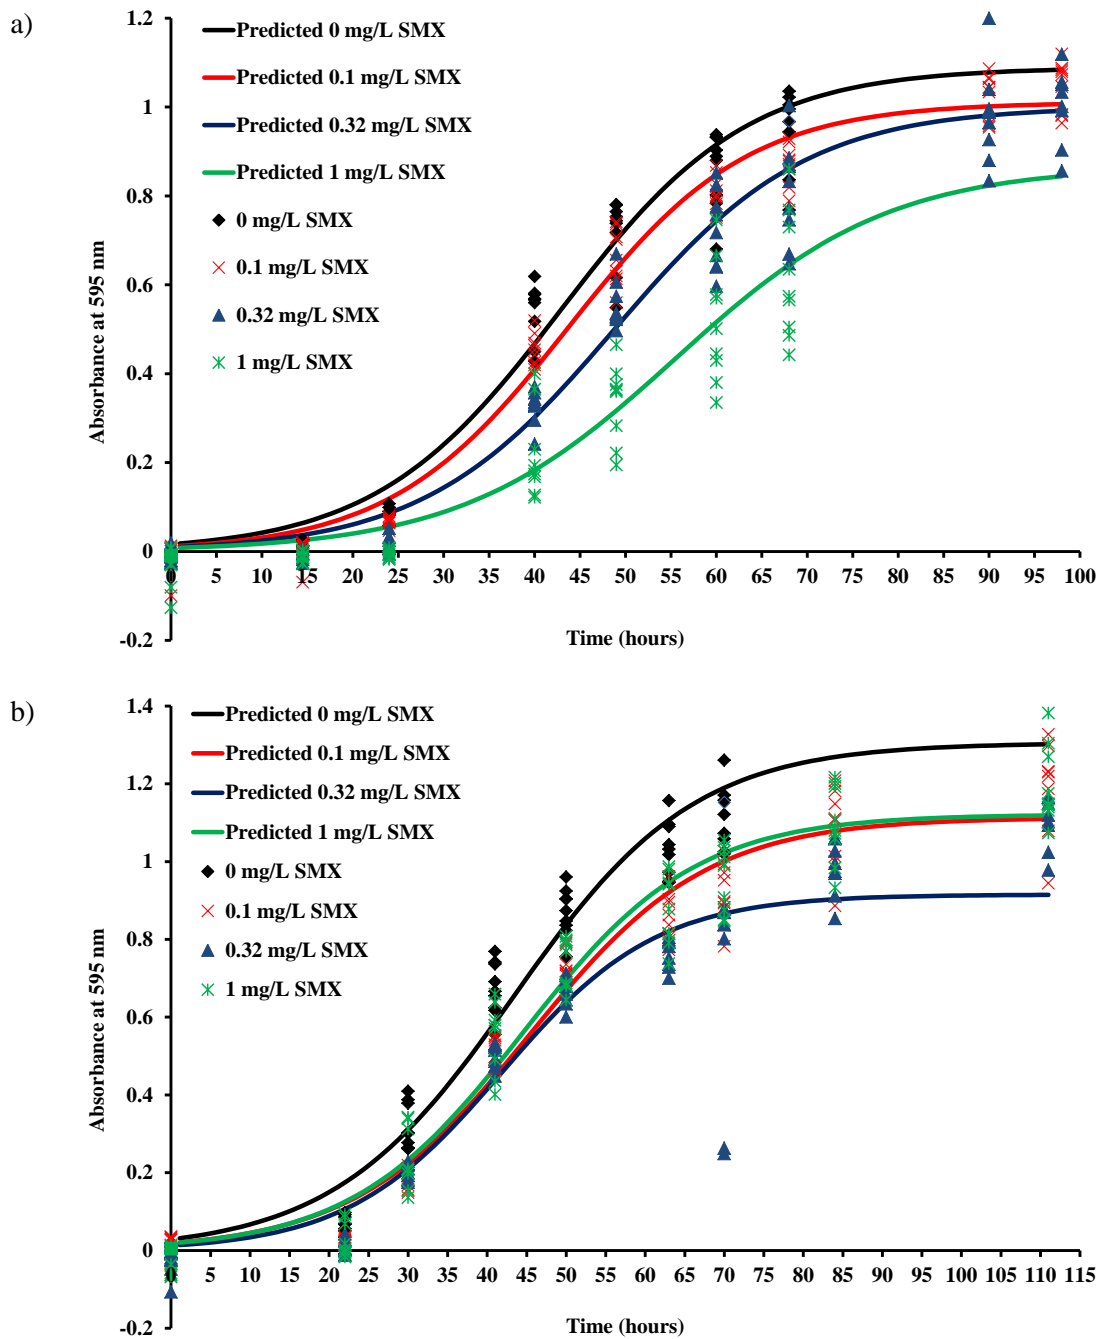 a)
1.2
1
0.8
0.6
0.4
0.2
0
-0.2
Absorbance at 595 nm
Predicted 0 mg/L SMX
Predicted 0.1 mg/L SMX
Predicted 0.32 mg/L SMX
Predicted 1 mg/L SMX
0 mg/L SMX
0.1 mg/L SMX
0.32 mg/L SMX
1 mg/L SMX
0 5 10 15 20 25 30 35 40 45 50 55 60 65 70 75 80 85 90 95 100
Time (hours)
b)
1.4
1.2
1
0.8
0.6
0.4
0.2
0
-0.2
Absorbance at 595 nm
Predicted 0 mg/L SMX
Predicted 0.1 mg/L SMX
Predicted 0.32 mg/L SMX
Predicted 1 mg/L SMX
0 mg/L SMX
0.1 mg/L SMX
0.32 mg/L SMX
1 mg/L SMX
0 5 10 15 20 25 30 35 40 45 50 55 60 65 70 75 80 85 90 95 100 105 110 115
Time (hours)